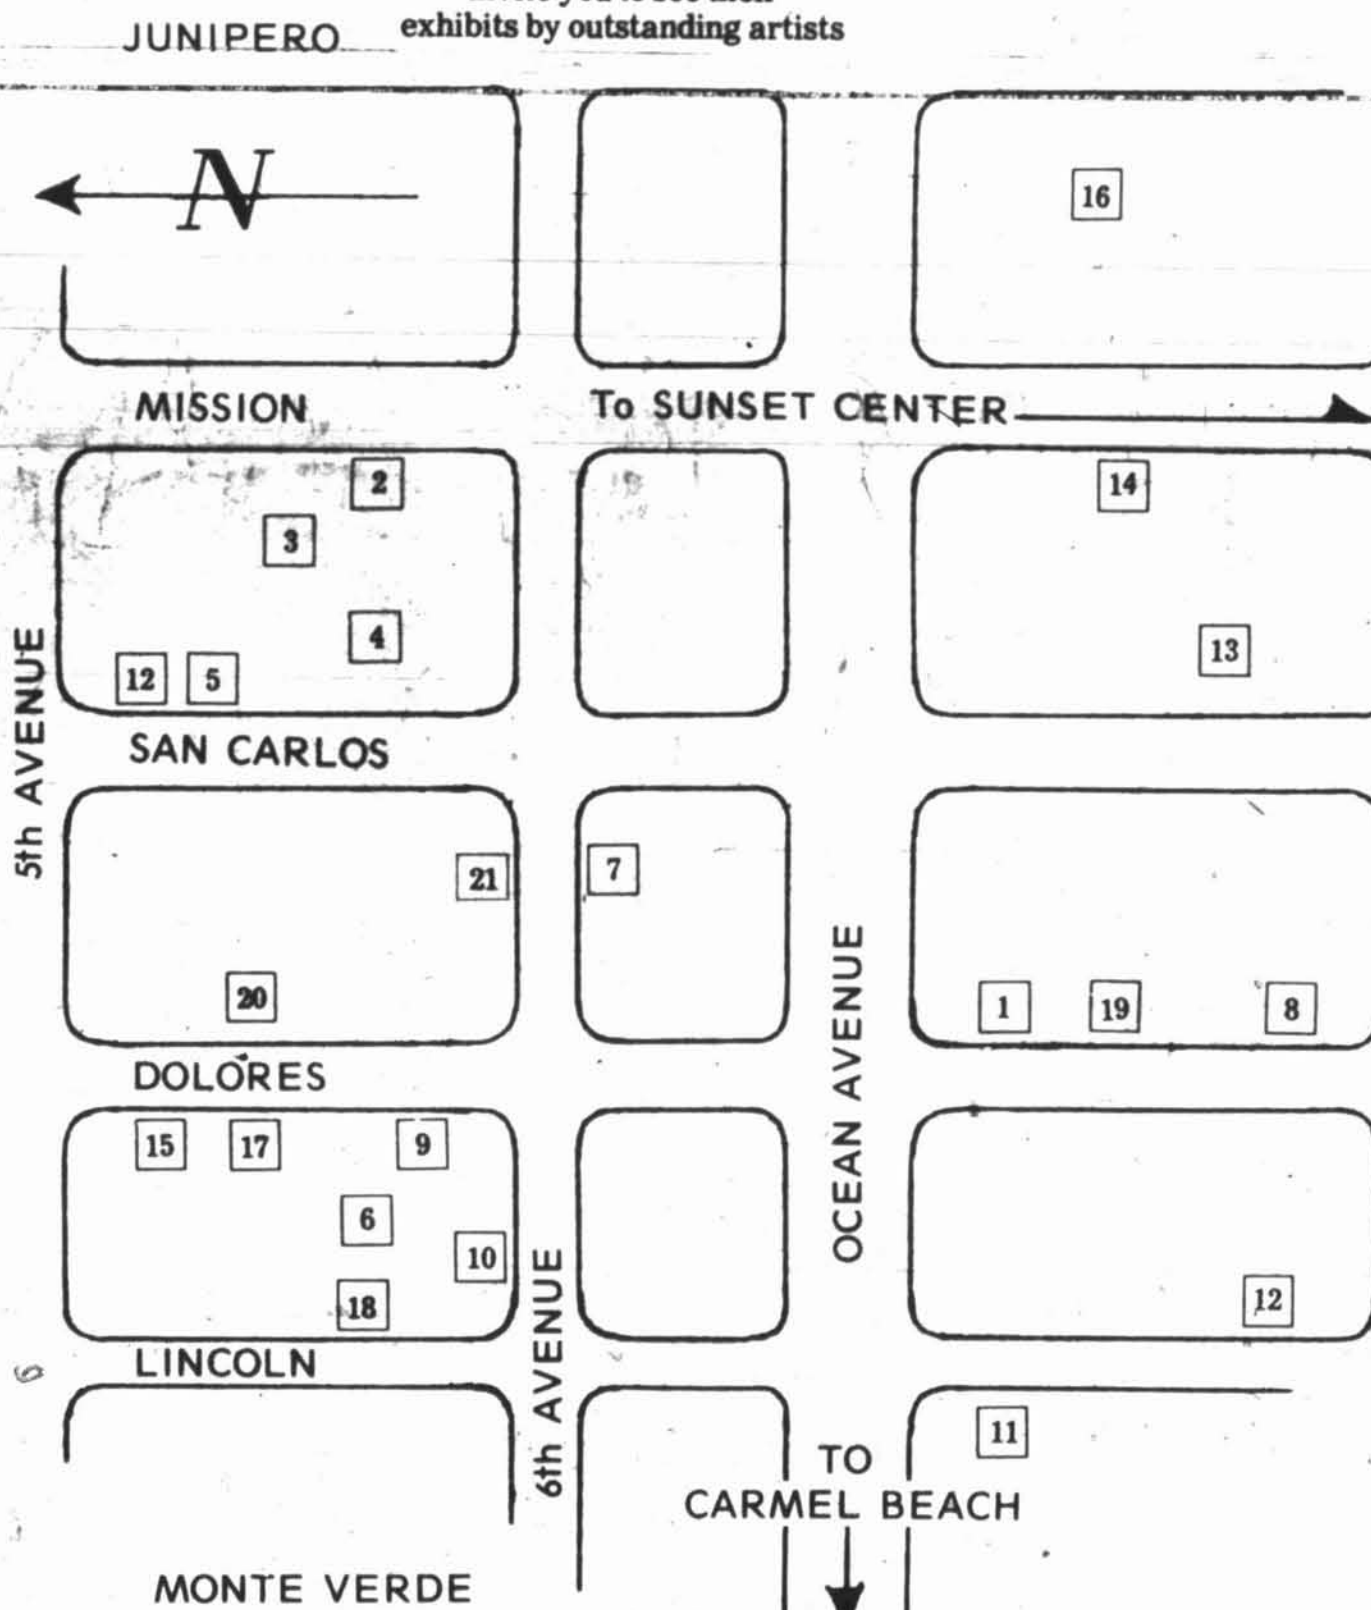 exhibits by outstanding artists
JUNIPERO
N
16
MISSION
To SUNSET CENTER
2
14
3
4
13
12
5
5th AVENUE
SAN CARLOS
21
7
20
1
19
8
OCEAN AVENUE
DOLORES
15
17
9
6
10
18
12
6th AVENUE
LINCOLN
11
TO
CARMEL BEACH
MONTE VERDE